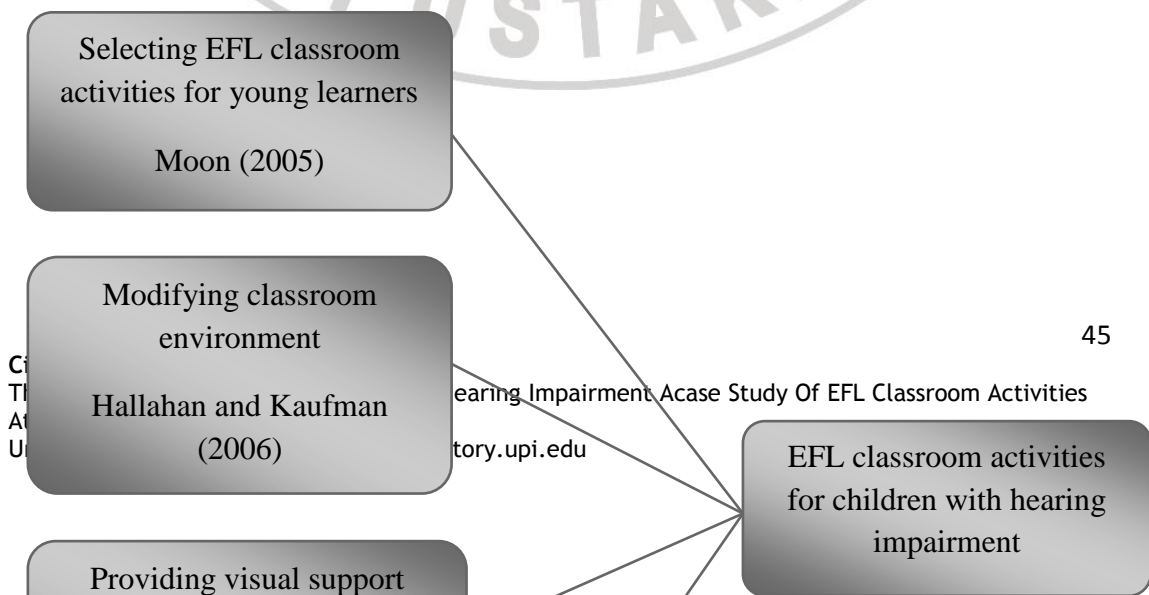 USTAK
Selecting EFL classroom
activities for young learners
Moon (2005)
Modifying classroom
environment
Hallahan and Kaufman
(2006)
45
earing Impairment Acase Study Of EFL Classroom Activities
tory.upi.edu
EFL classroom activities
for children with hearing
impairment
Providing visual support